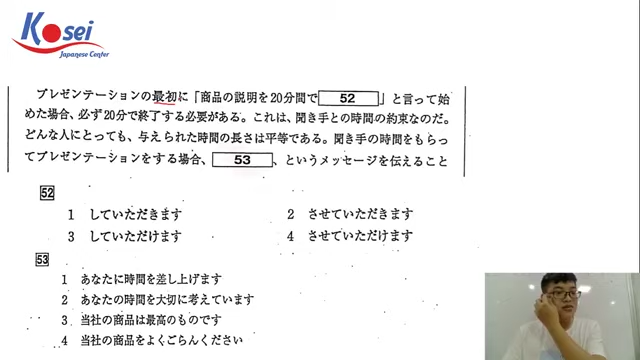 Kosei
Japanese Center
プレゼンテーションの最初に「商品の説明を20分間で 52 」と言って始
めた場合、必ず20分で終了する必要がある。これは、聞き手との時間の約束なのだ。
どんな人にとっても、与えられた時間の長さは平等である。聞き手の時間をもらっ
てプレゼンテーションをする場合、 53 、というメッセージを伝えること
52
1 していただきます 2 させていただきます
3 していただけます 4 させていただけます
53
1 あなたに時間を差し上げます
2 あなたの時間を大切に考えています
3 当社の商品は最高のものです
4 当社の商品をよくごらんください